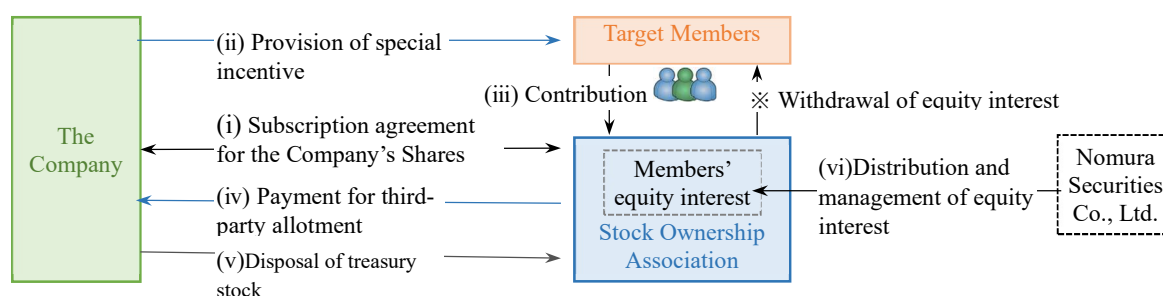 The
Company
(ii) Provision of special
incentive
Target Members
(iii) Contribution
※ Withdrawal of equity interest
(i) Subscription agreement
for the Company’s Shares
Members’
equity interest
Stock Ownership
Association
(iv) Payment for third-
party allotment
(v)Disposal of treasury
stock
(vi)Distribution and
management of equity
interest
Nomura
Securities
Co., Ltd.